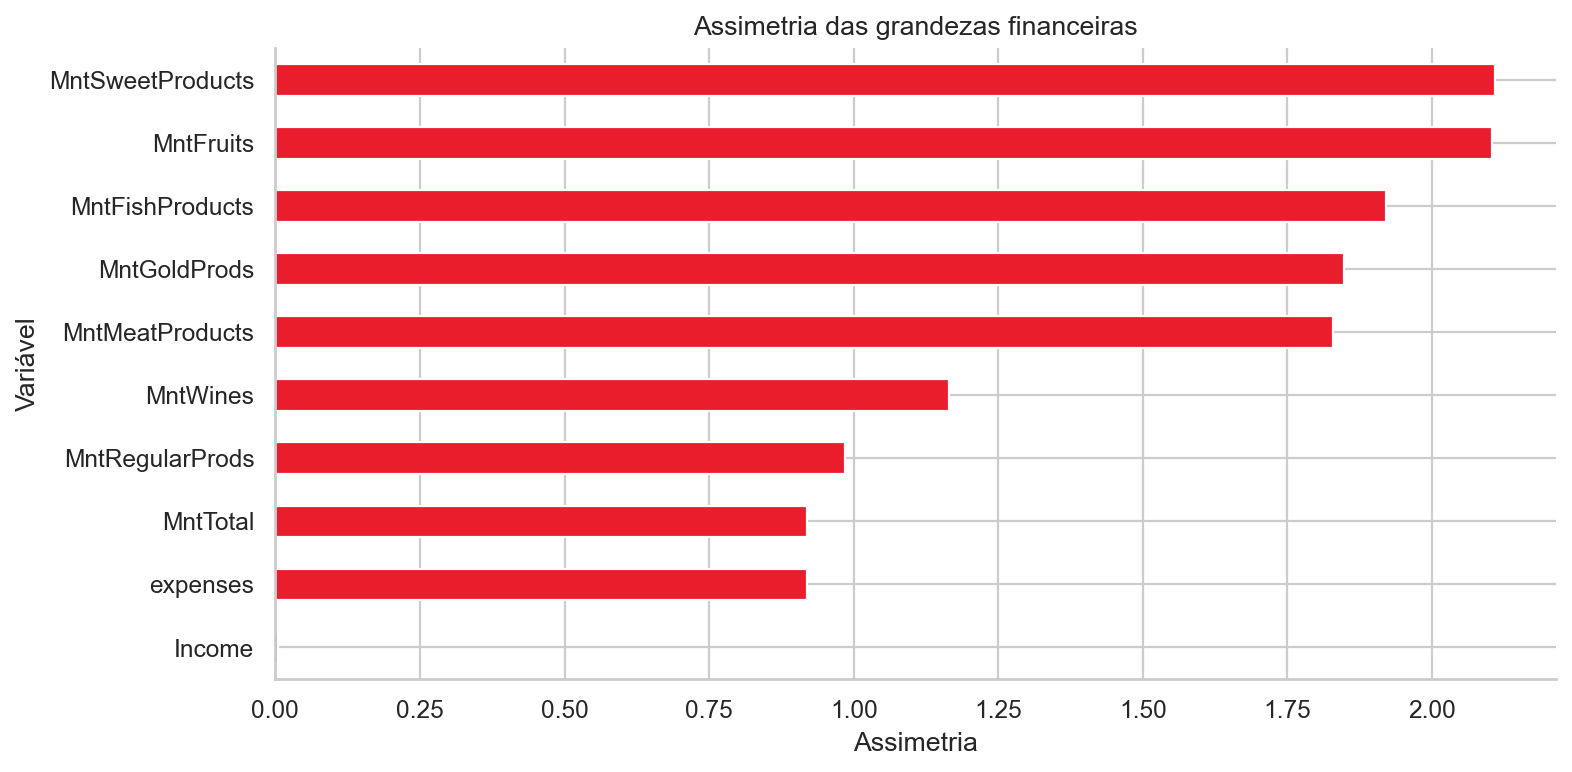 Assimetria das grandezas financeiras
Variável
MntSweetProducts
MntFruits
MntFishProducts
MntGoldProds
MntMeatProducts
MntWines
MntRegularProds
MntTotal
expenses
Income
0.00 0.25 0.50 0.75 1.00 1.25 1.50 1.75 2.00
Assimetria